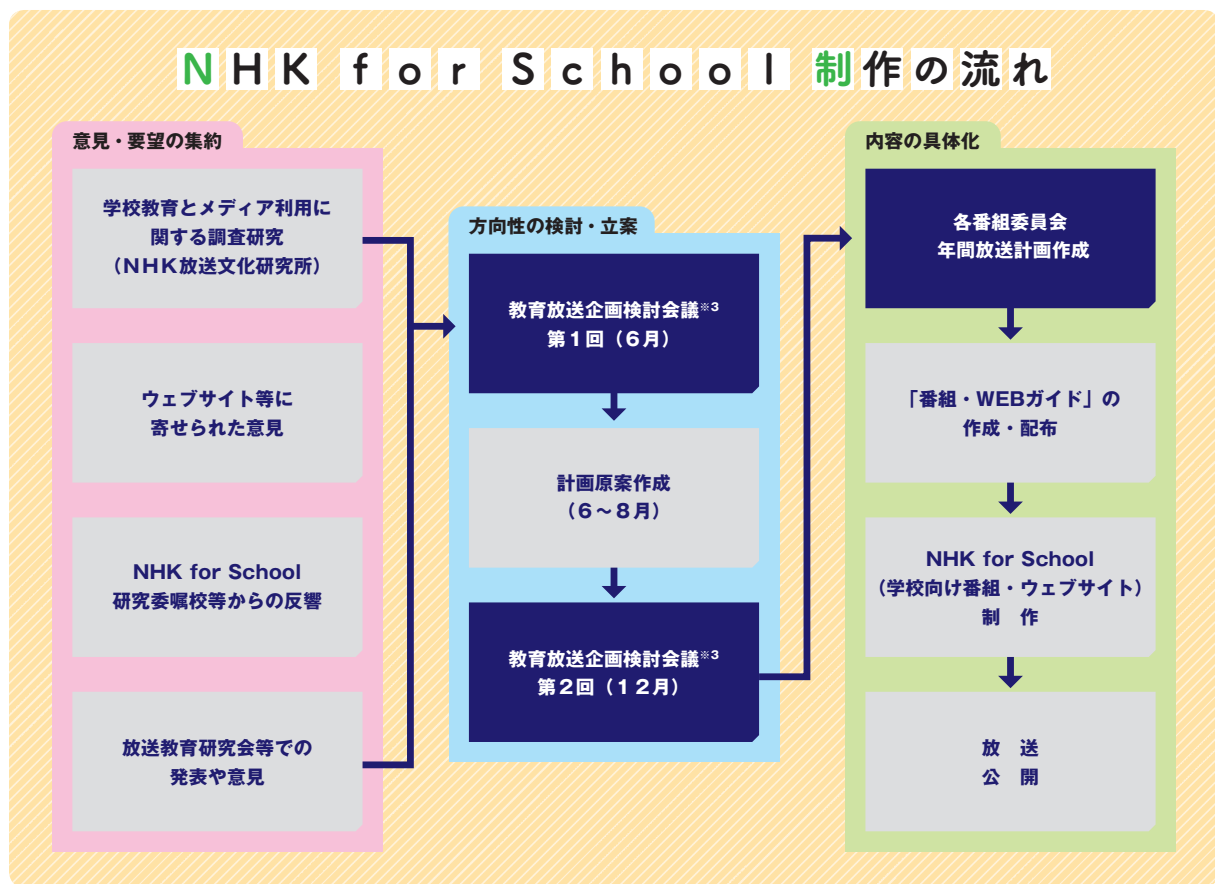 NHK for School 制作の流れ
意見・要望の集約
学校教育とメディア利用に
関する調査研究
（NHK放送文化研究所）
ウェブサイト等に
寄せられた意見
NHK for School
研究委嘱校等からの反響
放送教育研究会等での
発表や意見
方向性の検討・立案
教育放送企画検討会議※3
第１回（６月）
計画原案作成
（６〜８月）
教育放送企画検討会議※3
第２回（１２月）
内容の具体化
各番組委員会
年間放送計画作成
「番組・WEBガイド」の
作成・配布
NHK for School
（学校向け番組・ウェブサイト）
制　作
放　送
公　開